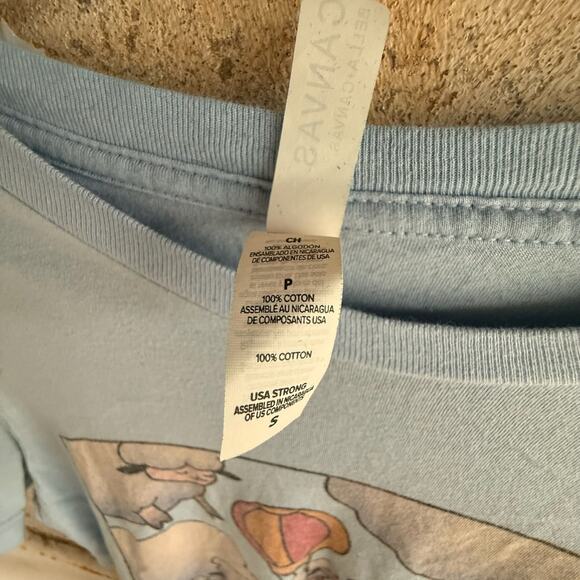 BELLA+CANVAS
CANVAS
CH
100% ALGODON
ENSAMBLADO EN NICARAGUA
DE COMPONENTES DE USA
P
100% COTON
ASSEMBLÉ AU NICARAGUA
DE COMPOSANTS USA
100% COTTON
USA STRONG
ASSEMBLED IN NICARAGUA
OF US COMPONENTS
S